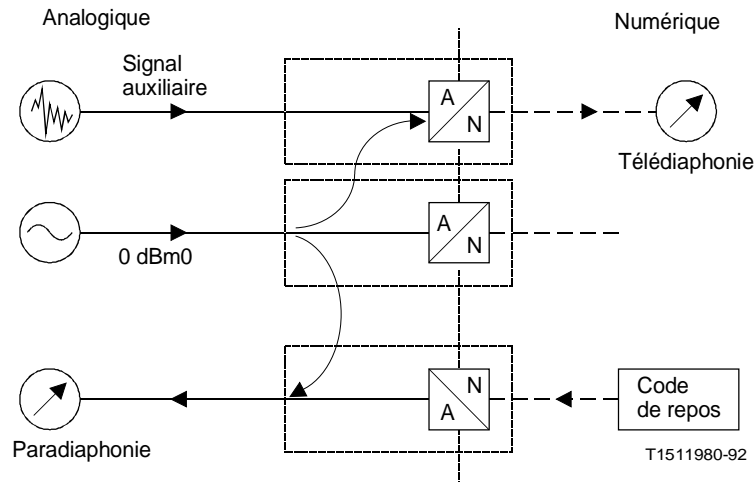 Analogique
Numérique
Signal
auxiliaire
A
N
Télédiaphonie
A
N
0 dBm0
N
A
Code
de repos
Paradiaphonie
T1511980-92